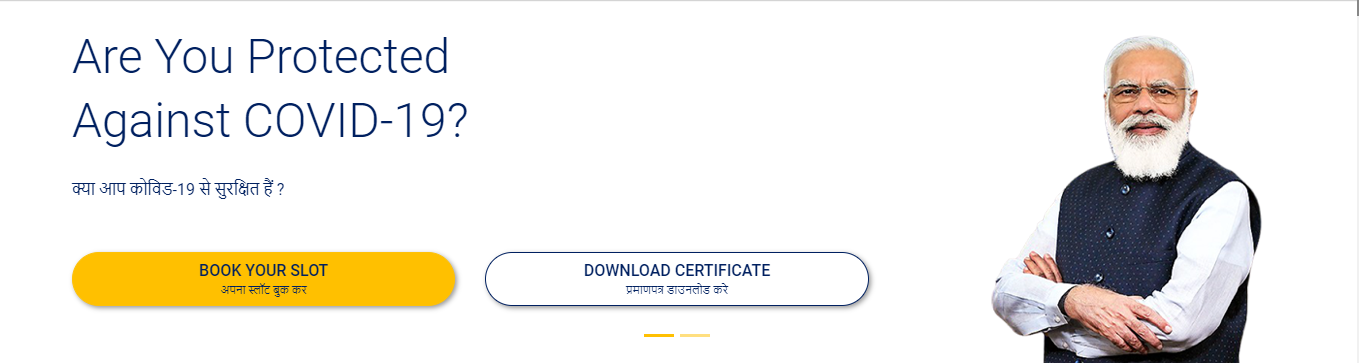 Are You Protected
Against COVID-19?
क्या आप कोविड-19 से सुरक्षित हैं ?
BOOK YOUR SLOT
अपना स्लॉट बुक कर
DOWNLOAD CERTIFICATE
प्रमाणपत्र डाउनलोड करे